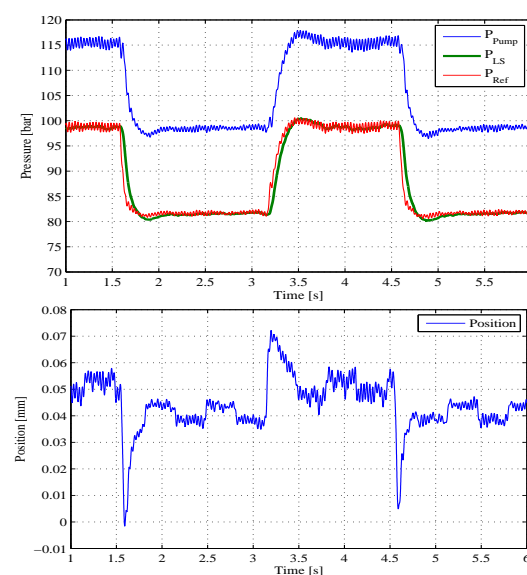 120
115
110
105
100
95
90
85
80
75
70
Pressure [bar]
P_Pump
P_LS
P_Ref
1 1.5 2 2.5 3 3.5 4 4.5 5 5.5 6
Time [s]
0.08
0.07
0.06
0.05
0.04
0.03
0.02
0.01
0
−0.01
Position [mm]
Position
1 1.5 2 2.5 3 3.5 4 4.5 5 5.5 6
Time [s]